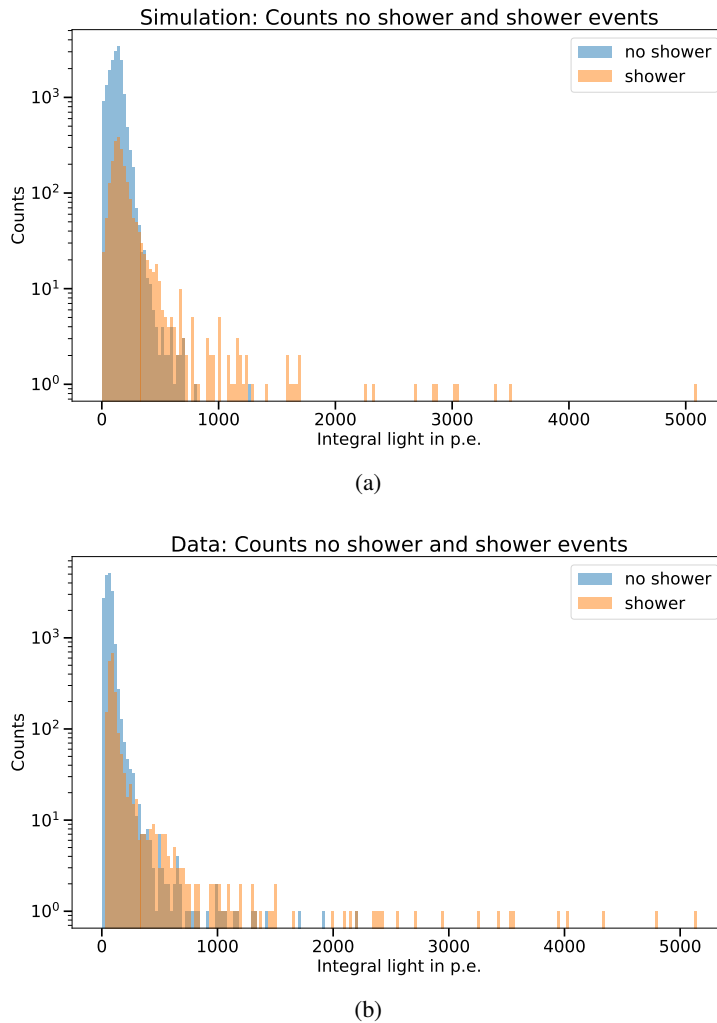 Simulation: Counts no shower and shower events
no shower
shower
10³
10²
10¹
10⁰
Counts
0 1000 2000 3000 4000 5000
Integral light in p.e.
(a)
Data: Counts no shower and shower events
no shower
shower
10³
10²
10¹
10⁰
Counts
0 1000 2000 3000 4000 5000
Integral light in p.e.
(b)